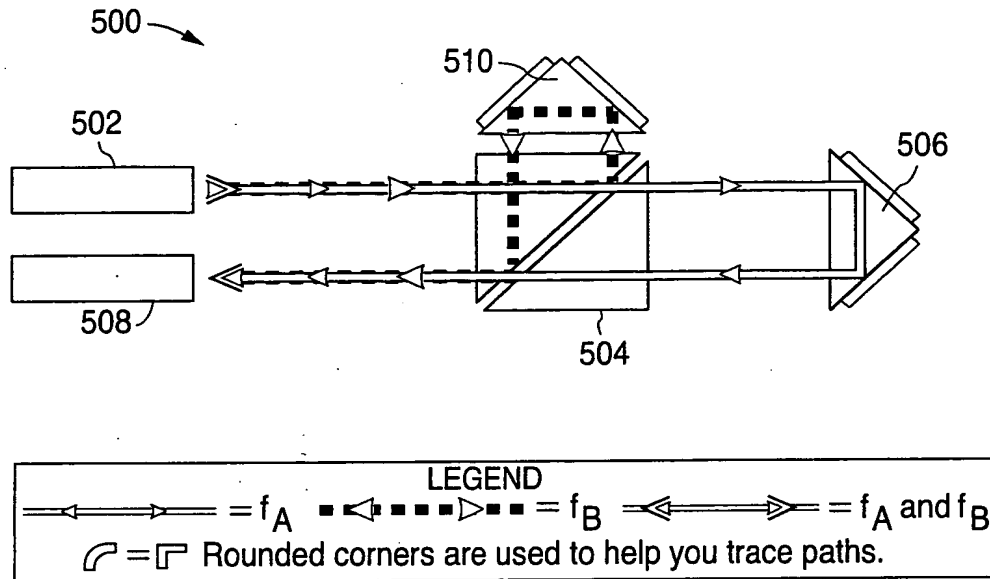 500
510
502
506
508
504
LEGEND
= fA = fB = fA and fB
= Rounded corners are used to help you trace paths.